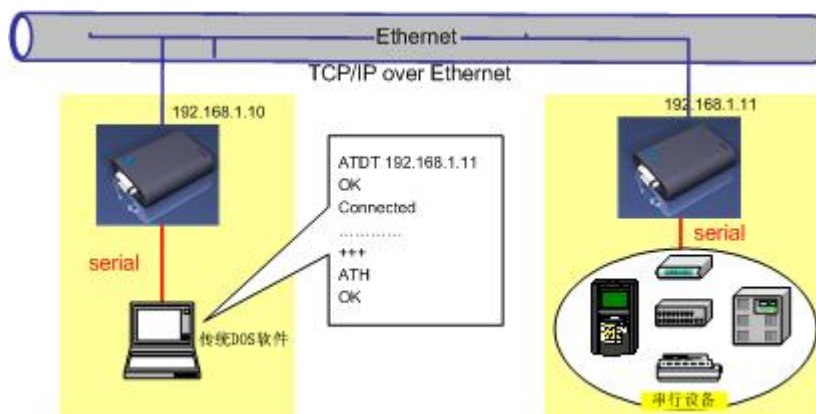 Ethernet
TCP/IP over Ethernet
192.168.1.10
192.168.1.11
ATDT 192.168.1.11
OK
Connected
…………
+++
ATH
OK
serial
serial
传统DOS软件
串行设备